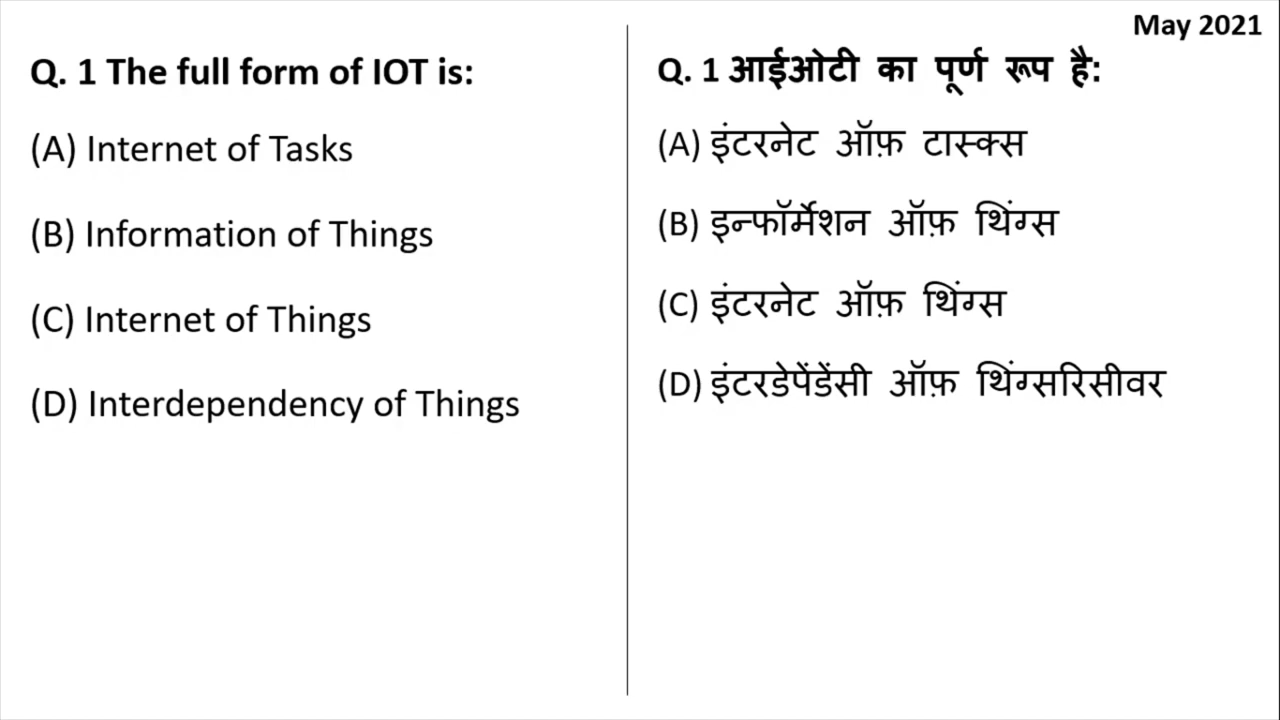 May 2021
Q. 1 The full form of IOT is:
(A) Internet of Tasks
(B) Information of Things
(C) Internet of Things
(D) Interdependency of Things
Q. 1 आईओटी का पूर्ण रूप है:
(A) इंटरनेट ऑफ़ टास्क्स
(B) इन्फॉर्मेशन ऑफ़ थिंग्स
(C) इंटरनेट ऑफ़ थिंग्स
(D) इंटरडेपेंडेंसी ऑफ़ थिंग्सरिसीवर